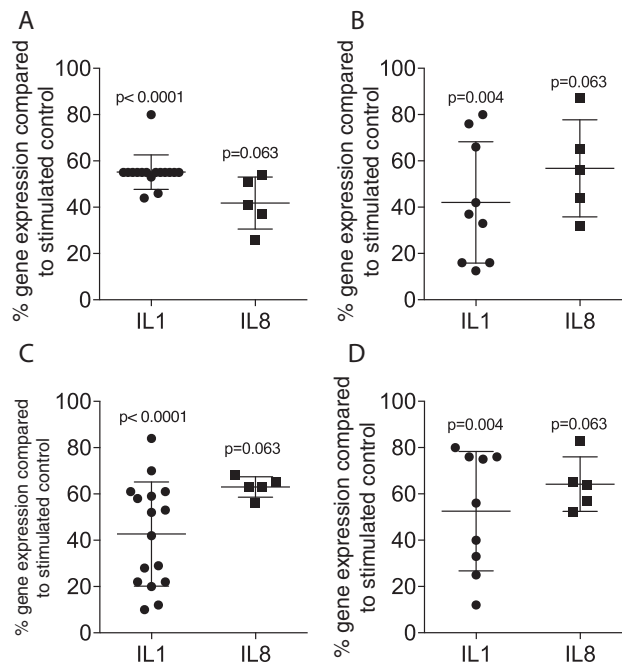 A
% gene expression compared
to stimulated control
100
80
60
40
20
0
p< 0.0001
p=0.063
IL1
IL8
B
% gene expression compared
to stimulated control
100
80
60
40
20
0
p=0.004
p=0.063
IL1
IL8
C
% gene expression compared
to stimulated control
100
80
60
40
20
0
p< 0.0001
p=0.063
IL1
IL8
D
% gene expression compared
to stimulated control
100
80
60
40
20
0
p=0.004
p=0.063
IL1
IL8